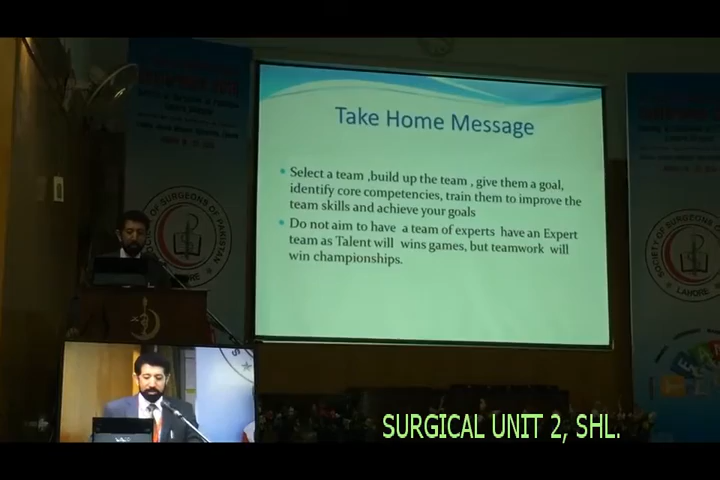 Take Home Message
• Select a team ,build up the team , give them a goal,
identify core competencies, train them to improve the
team skills and achieve your goals
• Do not aim to have a team of experts have an Expert
team as Talent will wins games, but teamwork will
win championships.
SOCIETY OF SURGEONS OF PAKISTAN
SOCIETY OF SURGEONS
LAHORE
SURGICAL UNIT 2, SHL.